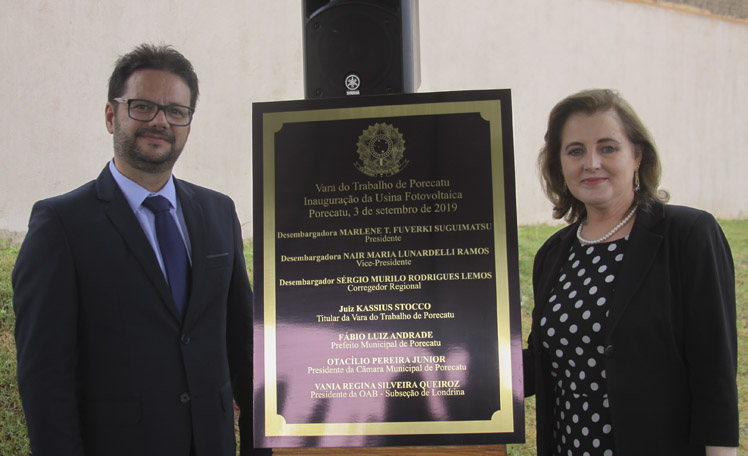 YAMAHA
Vara do Trabalho de Porecatu
Inauguração da Usina Fotovoltaica
Porecatu, 3 de setembro de 2019
Desembargadora MARLENE T. FUVERKI SUGUIMATSU
Presidente
Desembargadora NAIR MARIA LUNARDELLI RAMOS
Vice-Presidente
Desembargador SÉRGIO MURILO RODRIGUES LEMOS
Corregedor Regional
Juiz KASSIUS STOCCO
Titular da Vara do Trabalho de Porecatu
FÁBIO LUIZ ANDRADE
Prefeito Municipal de Porecatu
OTACÍLIO PEREIRA JUNIOR
Presidente da Câmara Municipal de Porecatu
VANIA REGINA SILVEIRA QUEIROZ
Presidente da OAB - Subseção de Londrina